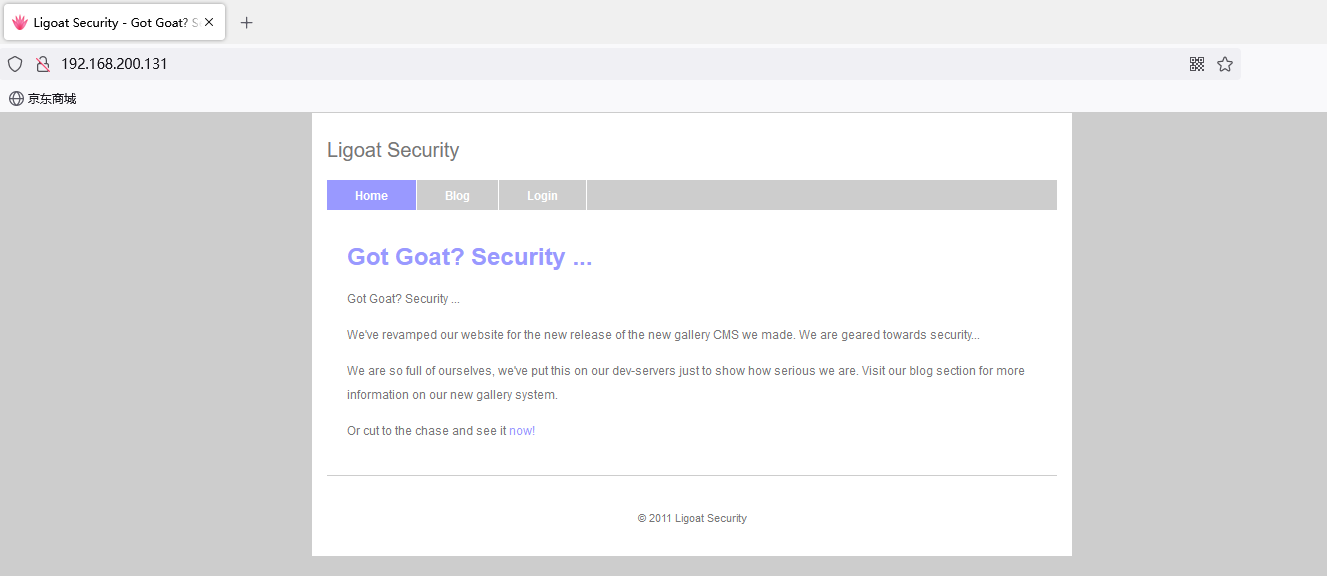 Ligoat Security - Got Goat? S
192.168.200.131
京东商城
Ligoat Security
Home Blog Login
Got Goat? Security ...
Got Goat? Security ...
We've revamped our website for the new release of the new gallery CMS we made. We are geared towards security...
We are so full of ourselves, we've put this on our dev-servers just to show how serious we are. Visit our blog section for more
information on our new gallery system.
Or cut to the chase and see it now!
© 2011 Ligoat Security